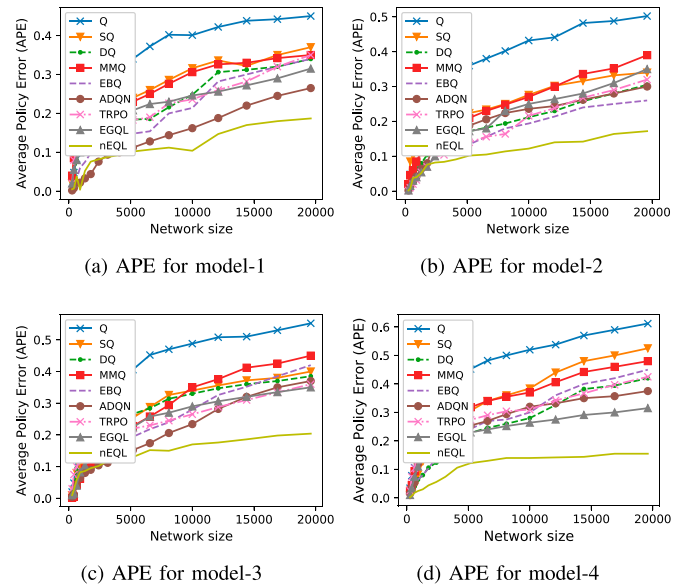 Average Policy Error (APE)
0.4
0.3
0.2
0.1
0.0
Q
SQ
DQ
MMQ
EBQ
ADQN
TRPO
EGQL
nEQL
0
5000
10000
15000
20000
Network size
(a) APE for model-1
Average Policy Error (APE)
0.5
0.4
0.3
0.2
0.1
0.0
Q
SQ
DQ
MMQ
EBQ
ADQN
TRPO
EGQL
nEQL
0
5000
10000
15000
20000
Network size
(b) APE for model-2
Average Policy Error (APE)
0.5
0.4
0.3
0.2
0.1
0.0
Q
SQ
DQ
MMQ
EBQ
ADQN
TRPO
EGQL
nEQL
0
5000
10000
15000
20000
Network size
(c) APE for model-3
Average Policy Error (APE)
0.6
0.5
0.4
0.3
0.2
0.1
0.0
Q
SQ
DQ
MMQ
EBQ
ADQN
TRPO
EGQL
nEQL
0
5000
10000
15000
20000
Network size
(d) APE for model-4